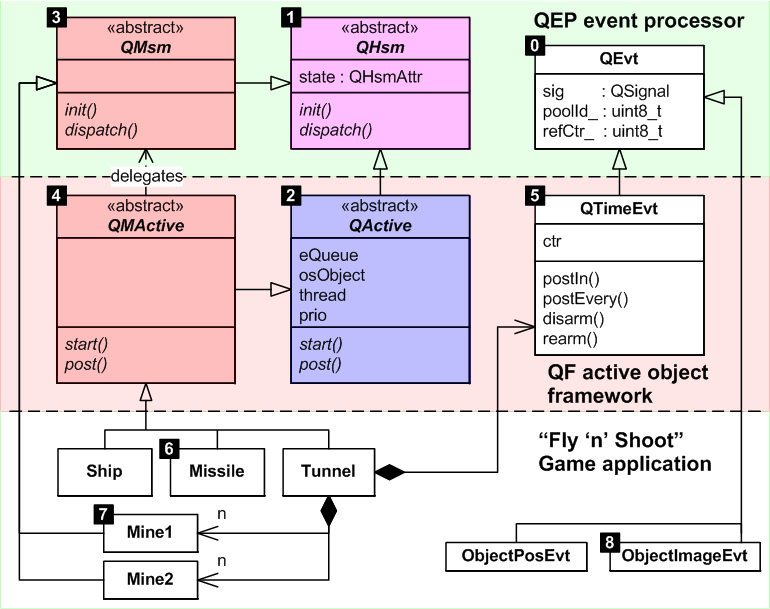 3
«abstract»
QMsm
init()
dispatch()
1
«abstract»
QHsm
state : QHsmAttr
init()
dispatch()
QEP event processor
0
QEvt
sig : QSignal
poolId_ : uint8_t
refCtr_ : uint8_t
delegates
4
«abstract»
QMActive
start()
post()
2
«abstract»
QActive
eQueue
osObject
thread
prio
start()
post()
5
QTimeEvt
ctr
postIn()
postEvery()
disarm()
rearm()
QF active object
framework
“Fly ‘n’ Shoot”
Game application
Ship
6
Missile
Tunnel
7
Mine1
n
Mine2
n
ObjectPosEvt
8
ObjectImageEvt